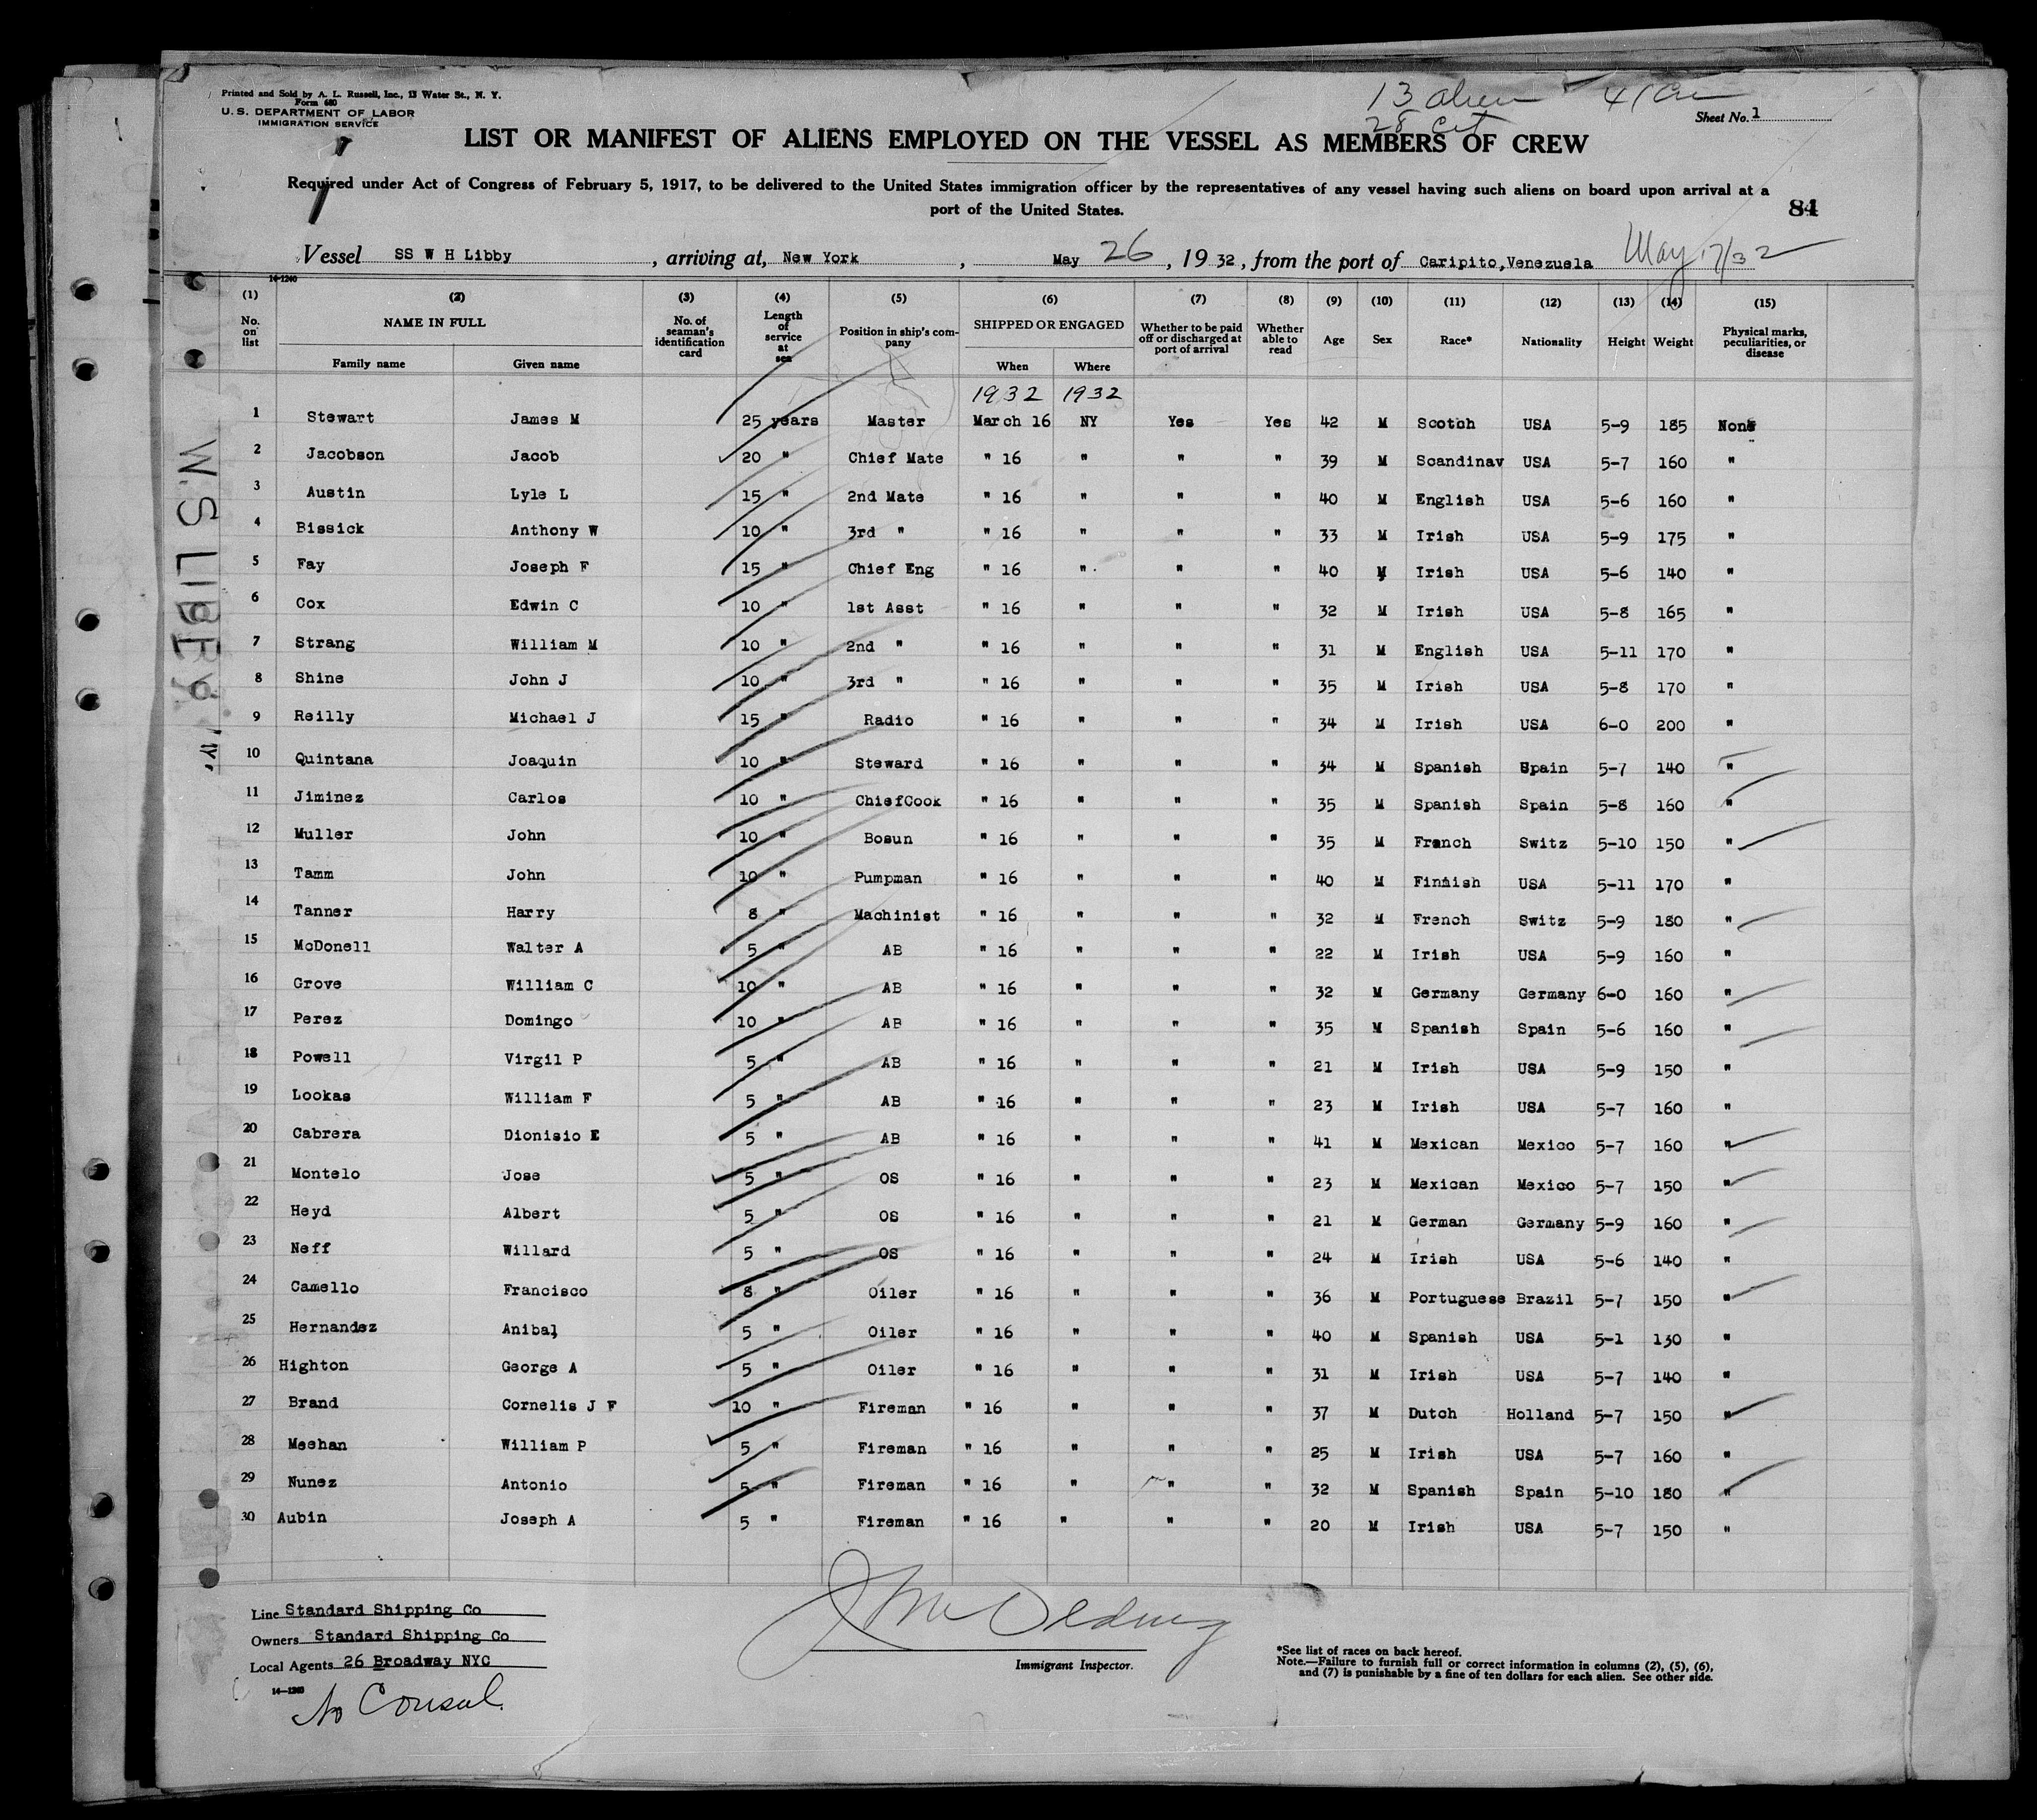 Printed and Sold by A. L. Russell, Inc., 13 Water St., N. Y.
Form 680
U. S. DEPARTMENT OF LABOR
IMMIGRATION SERVICE
13 alien 41 Cre
28 Cit
Sheet No. 1
LIST OR MANIFEST OF ALIENS EMPLOYED ON THE VESSEL AS MEMBERS OF CREW
Required under Act of Congress of February 5, 1917, to be delivered to the United States immigration officer by the representatives of any vessel having such aliens on board upon arrival at a
port of the United States.
84
Vessel SS W H Libby, arriving at, New York, May 26, 1932, from the port of Caripito, Venezuela May 17/32
14-1240
(1) (2) (3) (4) (5) (6) (7) (8) (9) (10) (11) (12) (13) (14) (15)
No. on list NAME IN FULL No. of seaman's identification card Length of service at sea Position in ship's company SHIPPED OR ENGAGED Whether to be paid off or discharged at port of arrival Whether able to read Age Sex Race* Nationality Height Weight Physical marks, peculiarities, or disease
Family name Given name When Where
1932 1932
1 Stewart James M 25 years Master March 16 NY Yes Yes 42 M Scotch USA 5-9 185 None
2 Jacobson Jacob 20 " Chief Mate " 16 " " " 39 M Scandinav USA 5-7 160 "
3 Austin Lyle L 15 " 2nd Mate " 16 " " " 40 M English USA 5-6 160 "
4 Bissick Anthony W 10 " 3rd " " 16 " " " 33 M Irish USA 5-9 175 "
5 Fay Joseph F 15 " Chief Eng " 16 " " " 40 M Irish USA 5-6 140 "
6 Cox Edwin C 10 " 1st Asst " 16 " " " 32 M Irish USA 5-8 165 "
7 Strang William M 10 " 2nd " " 16 " " " 31 M English USA 5-11 170 "
8 Shine John J 10 " 3rd " " 16 " " " 35 M Irish USA 5-8 170 "
9 Reilly Michael J 15 " Radio " 16 " " " 34 M Irish USA 6-0 200 "
10 Quintana Joaquin 10 " Steward " 16 " " " 34 M Spanish Spain 5-7 140 "
11 Jiminez Carlos 10 " ChiefCook " 16 " " " 35 M Spanish Spain 5-8 160 "
12 Muller John 10 " Bosun " 16 " " " 35 M French Switz 5-10 150 "
13 Tamm John 10 " Pumpman " 16 " " " 40 M Finnish USA 5-11 170 "
14 Tanner Harry 8 " Machinist " 16 " " " 32 M French Switz 5-9 180 "
15 McDonell Walter A 5 " AB " 16 " " " 22 M Irish USA 5-9 160 "
16 Grove William C 10 " AB " 16 " " " 32 M Germany Germany 6-0 160 "
17 Perez Domingo 10 " AB " 16 " " " 35 M Spanish Spain 5-6 160 "
18 Powell Virgil P 5 " AB " 16 " " " 21 M Irish USA 5-9 150 "
19 Lookas William F 5 " AB " 16 " " " 23 M Irish USA 5-7 160 "
20 Cabrera Dionisio E 5 " AB " 16 " " " 41 M Mexican Mexico 5-7 160 "
21 Montelo Jose 5 " OS " 16 " " " 23 M Mexican Mexico 5-7 150 "
22 Heyd Albert 5 " OS " 16 " " " 21 M German Germany 5-9 160 "
23 Neff Willard 5 " OS " 16 " " " 24 M Irish USA 5-6 140 "
24 Camello Francisco 8 " Oiler " 16 " " " 36 M Portuguese Brazil 5-7 150 "
25 Hernandez Anibal 5 " Oiler " 16 " " " 40 M Spanish USA 5-1 130 "
26 Highton George A 5 " Oiler " 16 " " " 31 M Irish USA 5-7 140 "
27 Brand Cornelis J F 10 " Fireman " 16 " " " 37 M Dutch Holland 5-7 150 "
28 Meehan William P 5 " Fireman " 16 " " " 25 M Irish USA 5-7 160 "
29 Nunez Antonio 5 " Fireman " 16 " " " 32 M Spanish Spain 5-10 180 "
30 Aubin Joseph A 5 " Fireman " 16 " " " 20 M Irish USA 5-7 150 "
W.S LIBBY
Line Standard Shipping Co
Owners Standard Shipping Co
Local Agents 26 Broadway NYC
14-1240
No Consul
Immigrant Inspector.
*See list of races on back hereof.
Note.—Failure to furnish full or correct information in columns (2), (5), (6),
and (7) is punishable by a fine of ten dollars for each alien. See other side.